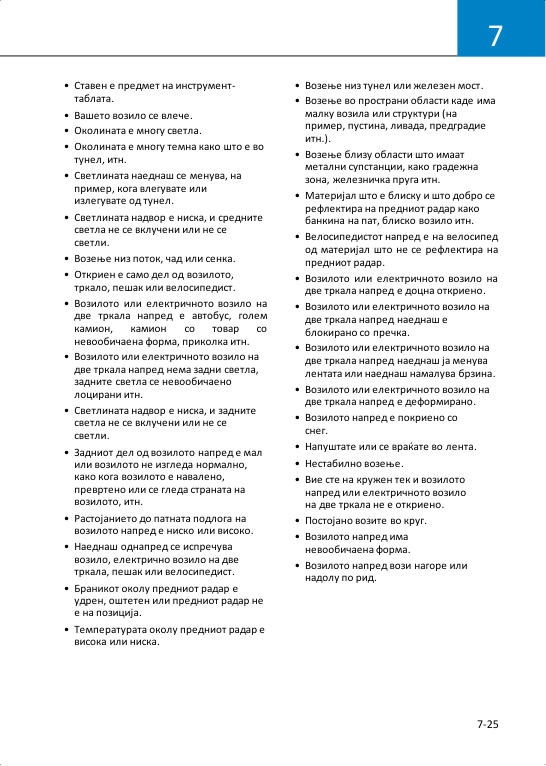 7
• Ставен е предмет на инструмент-
таблата.
• Вашето возило се влече.
• Околината е многу светла.
• Околината е многу темна како што е во
тунел, итн.
• Светлината наеднаш се менува, на
пример, кога влегувате или
излегувате од тунел.
• Светлината надвор е ниска, и средните
светла не се вклучени или не се
светли.
• Возење низ поток, чад или сенка.
• Откриен е само дел од возилото,
тркало, пешак или велосипедист.
• Возилото или електричното возило на
две тркала напред е автобус, голем
камион, камион со товар со
невообичаена форма, приколка итн.
• Возилото или електричното возило на
две тркала напред нема задни светла,
задните светла се невообичаено
лоцирани итн.
• Светлината надвор е ниска, и задните
светла не се вклучени или не се
светли.
• Задниот дел од возилото напред е мал
или возилото не изгледа нормално,
како кога возилото е навалено,
превртено или се гледа страната на
возилото, итн.
• Растојанието до патната подлога на
возилото напред е ниско или високо.
• Наеднаш однапред се испречува
возило, електрично возило на две
тркала, пешак или велосипедист.
• Браникот околу предниот радар е
удрен, оштетен или предниот радар не
е на позиција.
• Температурата околу предниот радар е
висока или ниска.
• Возење низ тунел или железен мост.
• Возење во пространи области каде има
малку возила или структури (на
пример, пустина, ливада, предградие
итн.).
• Возење близу области што имаат
метални супстанции, како градежна
зона, железничка пруга итн.
• Материјал што е блиску и што добро се
рефлектира на предниот радар како
банкина на пат, блиско возило итн.
• Велосипедистот напред е на велосипед
од материјал што не се рефлектира на
предниот радар.
• Возилото или електричното возило на
две тркала напред е доцна откриено.
• Возилото или електричното возило на
две тркала напред наеднаш е
блокирано со пречка.
• Возилото или електричното возило на
две тркала напред наеднаш ја менува
лентата или наеднаш намалува брзина.
• Возилото или електричното возило на
две тркала напред е деформирано.
• Возилото напред е покриено со
снег.
• Напуштате или се враќате во лента.
• Нестабилно возење.
• Вие сте на кружен тек и возилото
напред или електричното возило
на две тркала не е откриено.
• Постојано возите во круг.
• Возилото напред има
невообичаена форма.
• Возилото напред вози нагоре или
надолу по рид.
7-25